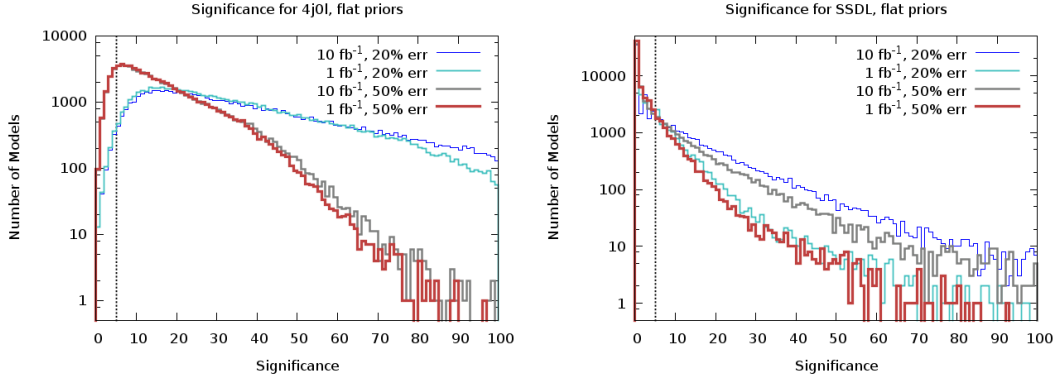 Significance for 4j0l, flat priors
10 fb-1, 20% err
1 fb-1, 20% err
10 fb-1, 50% err
1 fb-1, 50% err
Number of Models
10000
1000
100
10
1
0 10 20 30 40 50 60 70 80 90 100
Significance
Significance for SSDL, flat priors
10 fb-1, 20% err
1 fb-1, 20% err
10 fb-1, 50% err
1 fb-1, 50% err
Number of Models
10000
1000
100
10
1
0 10 20 30 40 50 60 70 80 90 100
Significance